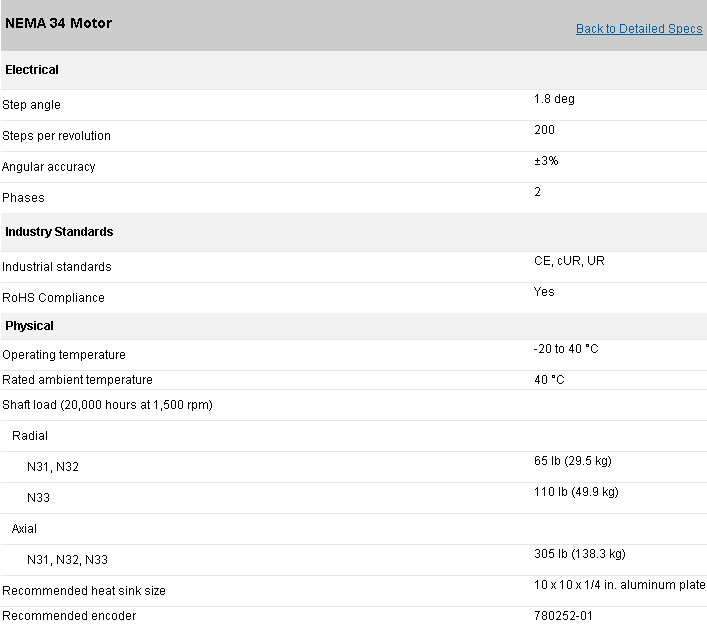 NEMA 34 Motor
Back to Detailed Specs
Electrical
Step angle 1.8 deg
Steps per revolution 200
Angular accuracy ±3%
Phases 2
Industry Standards
Industrial standards CE, cUR, UR
RoHS Compliance Yes
Physical
Operating temperature -20 to 40 °C
Rated ambient temperature 40 °C
Shaft load (20,000 hours at 1,500 rpm)
Radial
N31, N32 65 lb (29.5 kg)
N33 110 lb (49.9 kg)
Axial
N31, N32, N33 305 lb (138.3 kg)
Recommended heat sink size 10 x 10 x 1/4 in. aluminum plate
Recommended encoder 780252-01